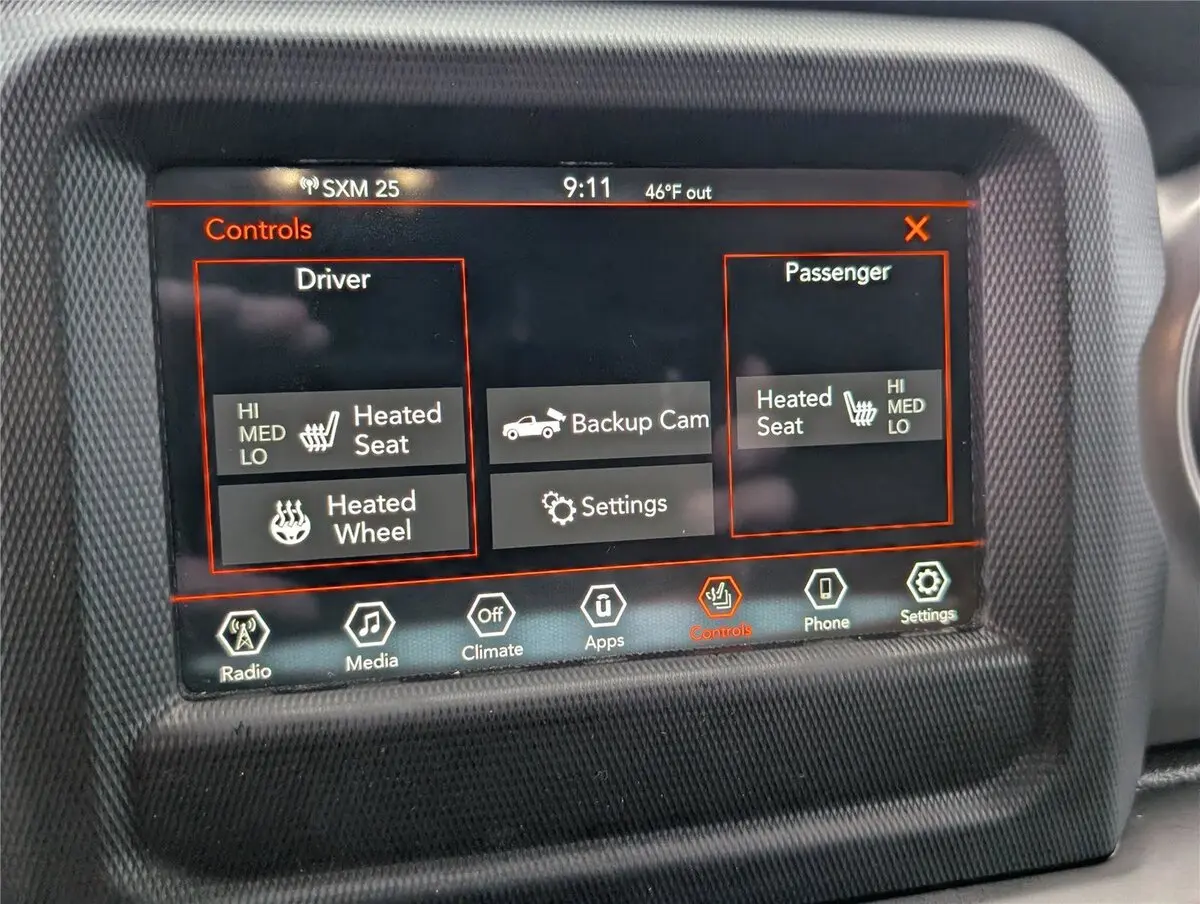 SXM 25
9:11
46°F out
Controls
Driver
HI
MED
LO
Heated
Seat
Heated
Wheel
Backup Cam
Settings
Passenger
Heated
Seat
HI
MED
LO
Radio
Media
Off
Climate
Apps
Controls
Phone
Settings